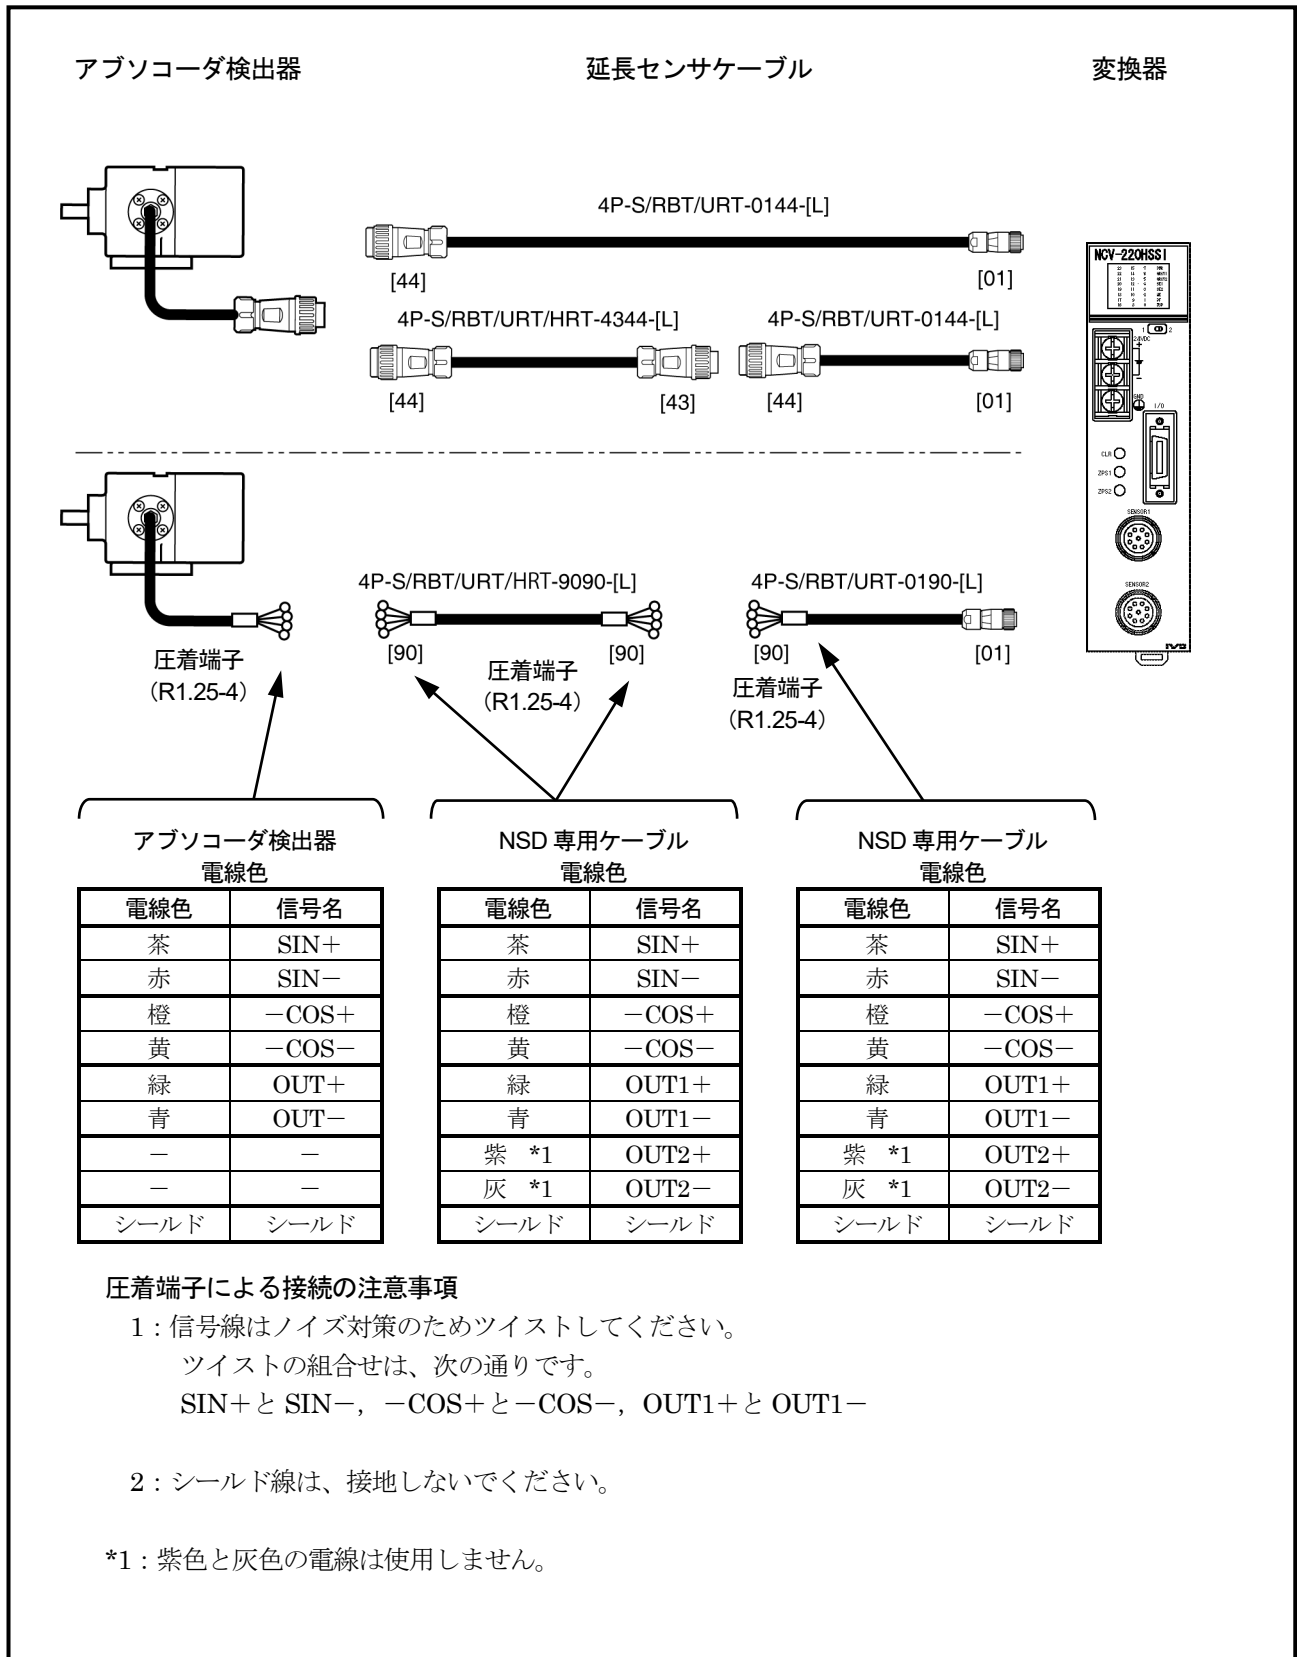 アブソコーダ検出器 延長センサケーブル 変換器
4P-S/RBT/URT-0144-[L]
[44] [01]
4P-S/RBT/URT/HRT-4344-[L] 4P-S/RBT/URT-0144-[L]
[44] [43] [44] [01]
NCV-220HSSI
1 2
24VDC
+
-
GND
I/O
CLR
ZPS1
ZPS2
SENSOR1
SENSOR2
4P-S/RBT/URT/HRT-9090-[L] 4P-S/RBT/URT-0190-[L]
[90] [90] [90] [01]
圧着端子
(R1.25-4)
圧着端子
(R1.25-4)
圧着端子
(R1.25-4)
アブソコーダ検出器
電線色
電線色 信号名
茶 SIN+
赤 SIN-
橙 -COS+
黄 -COS-
緑 OUT+
青 OUT-
- -
- -
シールド シールド
NSD 専用ケーブル
電線色
電線色 信号名
茶 SIN+
赤 SIN-
橙 -COS+
黄 -COS-
緑 OUT1+
青 OUT1-
紫 *1 OUT2+
灰 *1 OUT2-
シールド シールド
NSD 専用ケーブル
電線色
電線色 信号名
茶 SIN+
赤 SIN-
橙 -COS+
黄 -COS-
緑 OUT1+
青 OUT1-
紫 *1 OUT2+
灰 *1 OUT2-
シールド シールド
圧着端子による接続の注意事項
1:信号線はノイズ対策のためツイストしてください。
ツイストの組合せは、次の通りです。
SIN+と SIN-, -COS+と-COS-, OUT1+と OUT1-
2:シールド線は、接地しないでください。
*1:紫色と灰色の電線は使用しません。